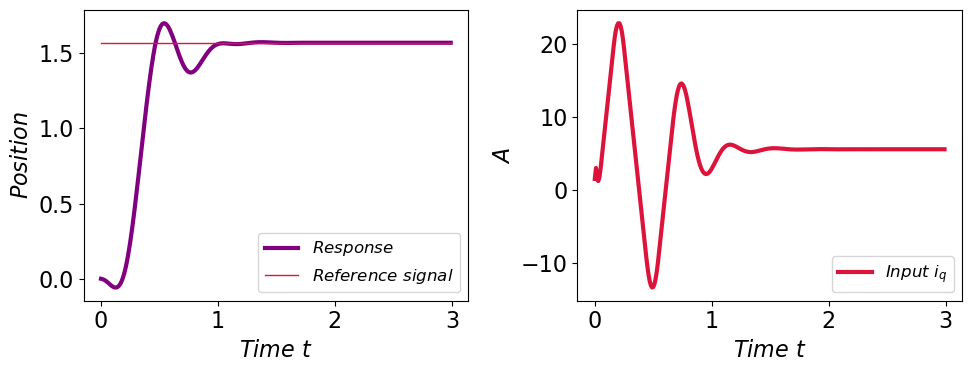 1.5
1.0
0.5
0.0
Position
Response
Reference signal
0 1 2 3
Time t
20
10
0
−10
A
Input i_q
0 1 2 3
Time t